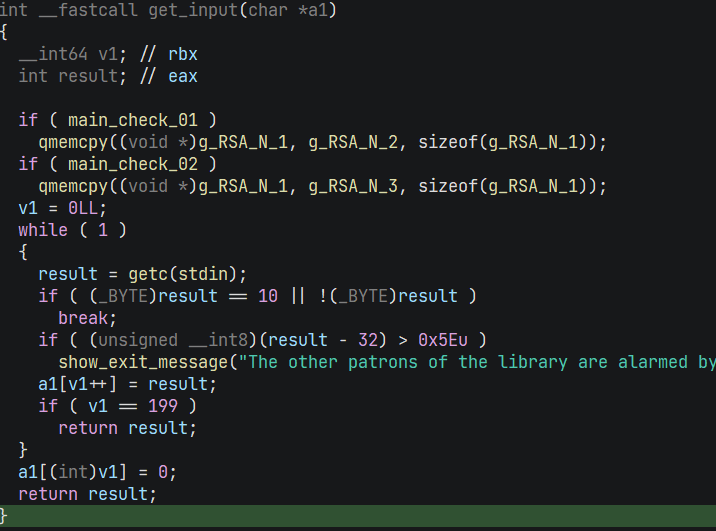 int __fastcall get_input(char *a1)
{
  __int64 v1; // rbx
  int result; // eax

  if ( main_check_01 )
    qmemcpy((void *)g_RSA_N_1, g_RSA_N_2, sizeof(g_RSA_N_1));
  if ( main_check_02 )
    qmemcpy((void *)g_RSA_N_1, g_RSA_N_3, sizeof(g_RSA_N_1));
  v1 = 0LL;
  while ( 1 )
  {
    result = getc(stdin);
    if ( (_BYTE)result == 10 || !(_BYTE)result )
      break;
    if ( (unsigned __int8)(result - 32) > 0x5Eu )
      show_exit_message("The other patrons of the library are alarmed by
    a1[v1++] = result;
    if ( v1 == 199 )
      return result;
  }
  a1[(int)v1] = 0;
  return result;
}